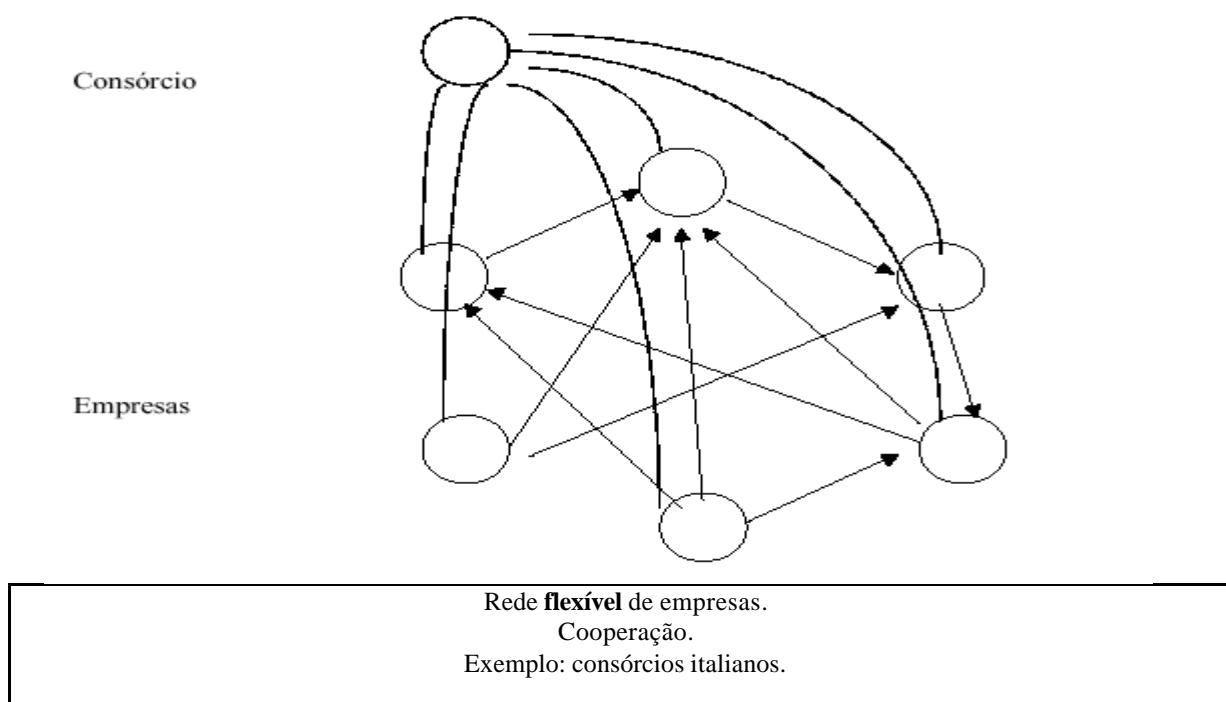 Consórcio
Empresas
Rede flexível de empresas.
Cooperação.
Exemplo: consórcios italianos.